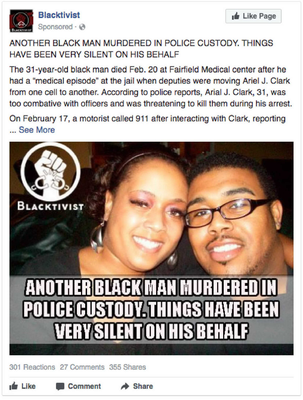 Blacktivist
Sponsored ·
Like Page
ANOTHER BLACK MAN MURDERED IN POLICE CUSTODY. THINGS
HAVE BEEN VERY SILENT ON HIS BEHALF
The 31-year-old black man died Feb. 20 at Fairfield Medical center after he
had a "medical episode" at the jail when deputies were moving Ariel J. Clark
from one cell to another. According to police reports, Arial J. Clark, 31, was
too combative with officers and was threatening to kill them during his arrest.
On February 17, a motorist called 911 after interacting with Clark, reporting
... See More
BLACKTIVIST
ANOTHER BLACK MAN MURDERED IN
POLICE CUSTODY. THINGS HAVE BEEN
VERY SILENT ON HIS BEHALF
301 Reactions 27 Comments 355 Shares
Like Comment Share